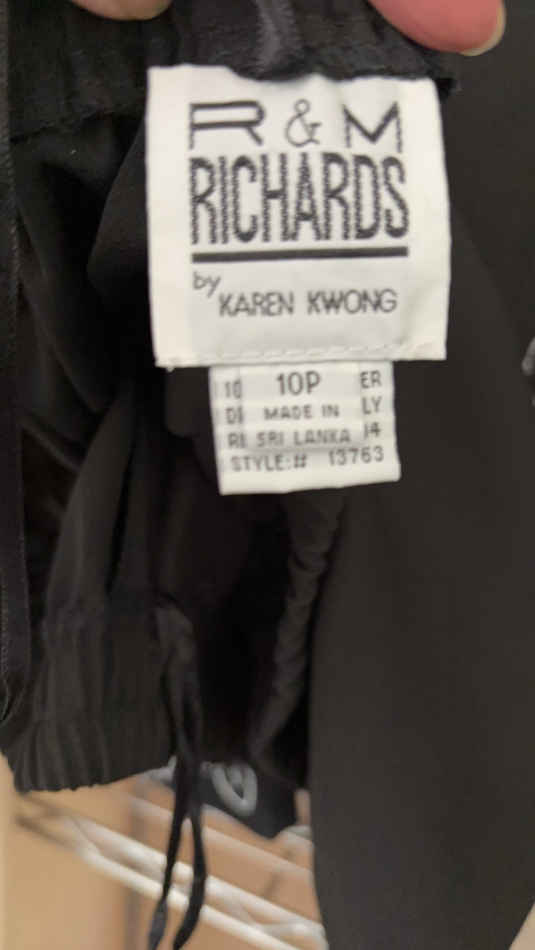 R & M
RICHARDS
by
KAREN KWONG
10P
MADE IN
SRI LANKA
STYLE:# 13763